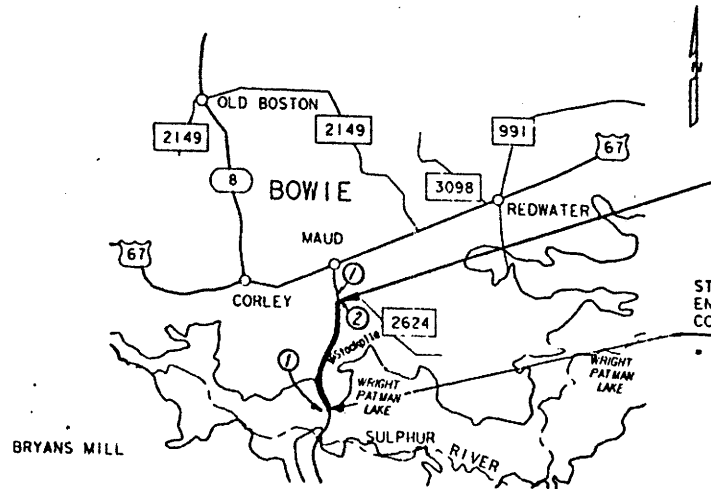 N
OLD BOSTON
2149
2149
991
67
8
BOWIE
3098
REDWATER
MAUD
67
1
CORLEY
2
2624
ST
EN
CO
Stockpile
1
WRIGHT
PATMAN
LAKE
WRIGHT
PATMAN
LAKE
BRYANS MILL
SULPHUR RIVER